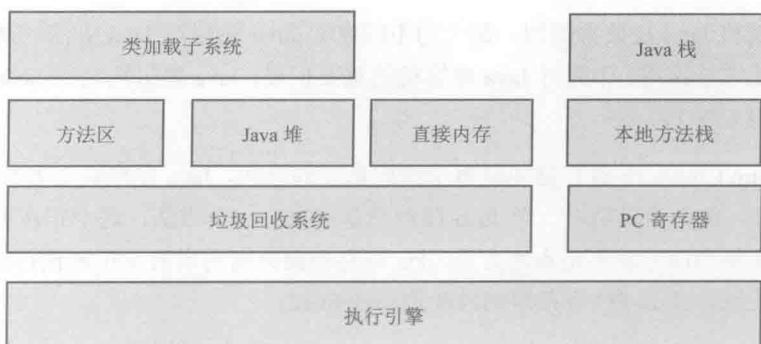 类加载子系统
Java 栈
方法区
Java 堆
直接内存
本地方法栈
垃圾回收系统
PC 寄存器
执行引擎